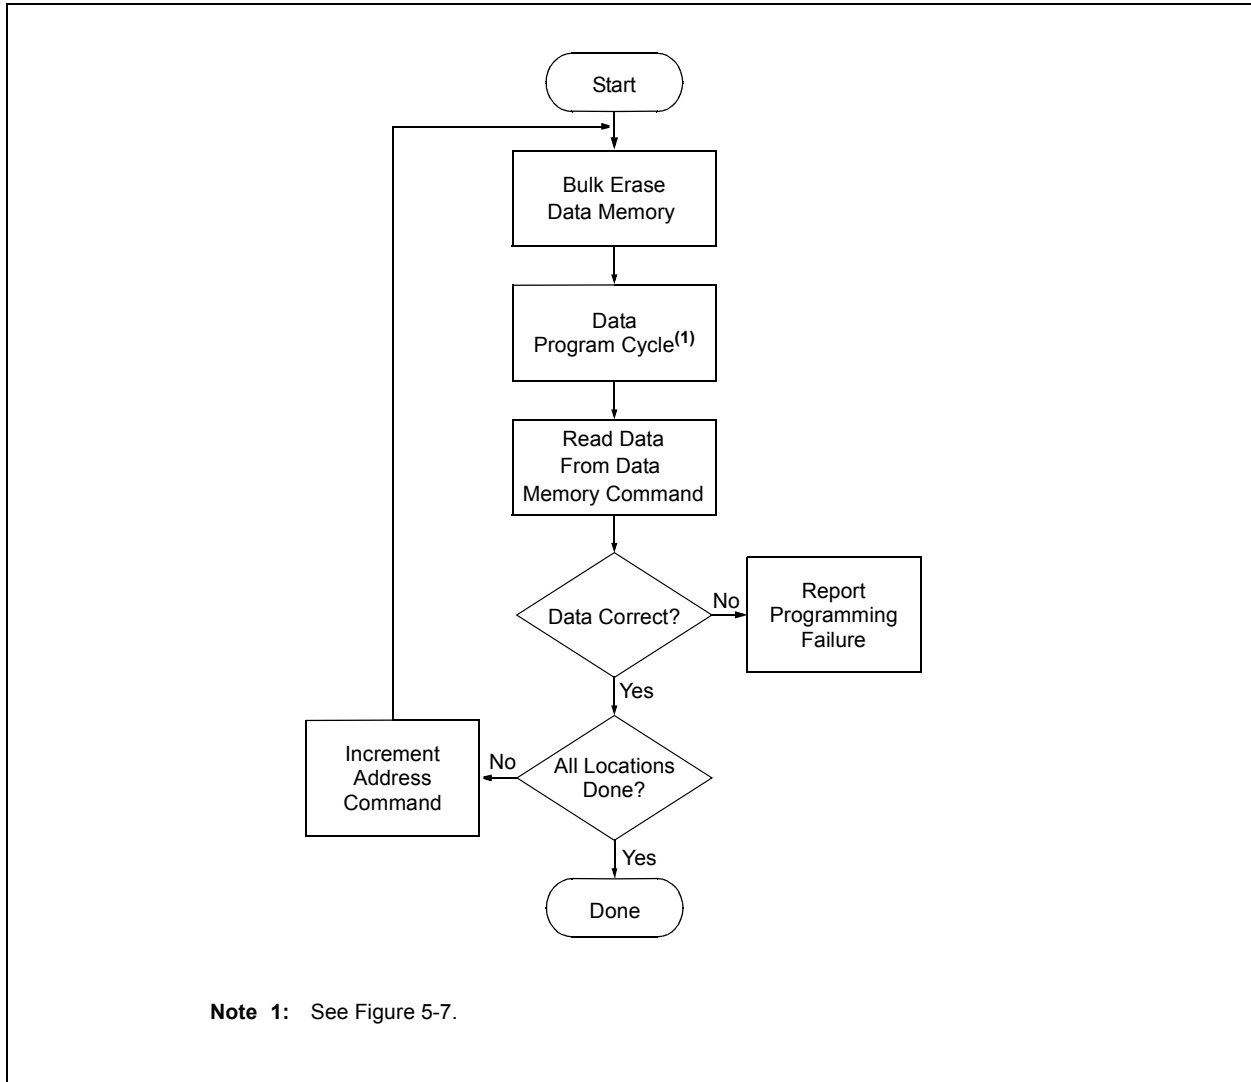 Start
Bulk Erase
Data Memory
Data
Program Cycle(1)
Read Data
From Data
Memory Command
Data Correct?
No
Report
Programming
Failure
Yes
All Locations
Done?
No
Increment
Address
Command
Yes
Done
Note 1: See Figure 5-7.